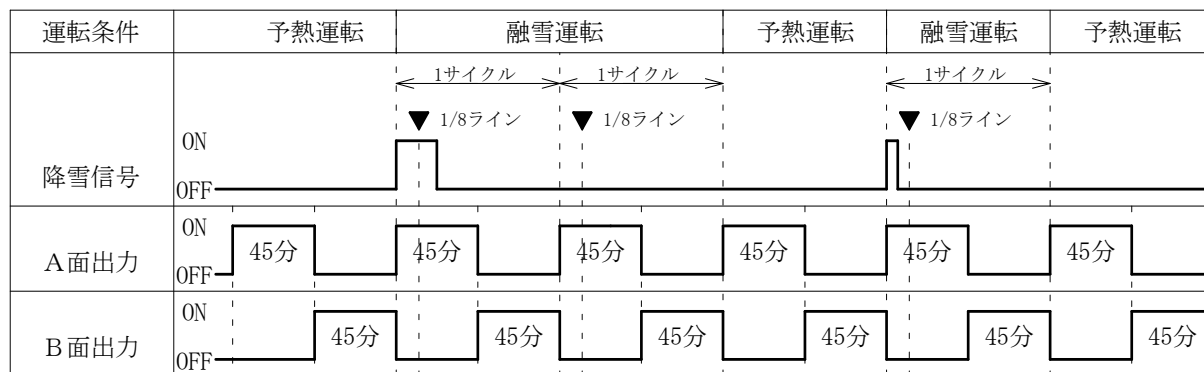 運転条件 予熱運転 融雪運転 予熱運転 融雪運転 予熱運転
1サイクル 1サイクル 1サイクル
▼ 1/8ライン ▼ 1/8ライン ▼ 1/8ライン
ON
降雪信号
OFF
ON
A面出力 45分 45分 45分 45分 45分 45分
OFF
ON
B面出力 45分 45分 45分 45分 45分 45分
OFF